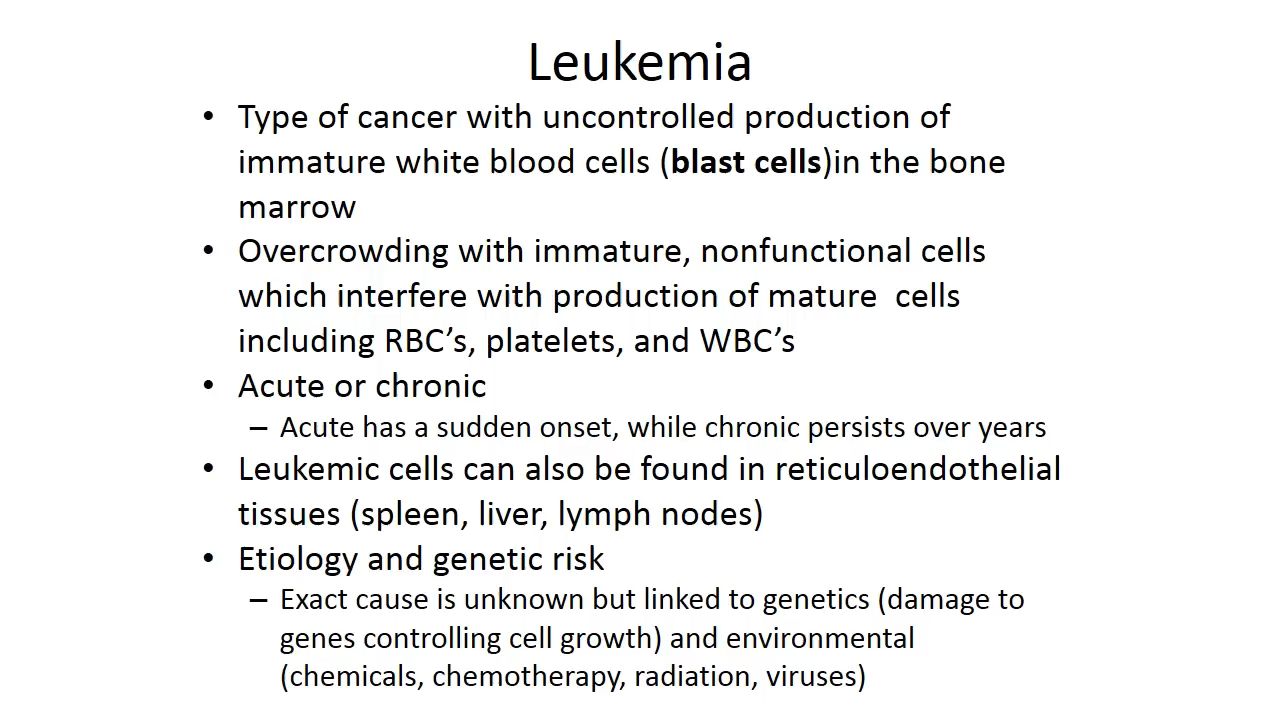 Leukemia
• Type of cancer with uncontrolled production of
immature white blood cells (blast cells)in the bone
marrow
• Overcrowding with immature, nonfunctional cells
which interfere with production of mature  cells
including RBC’s, platelets, and WBC’s
• Acute or chronic
– Acute has a sudden onset, while chronic persists over years
• Leukemic cells can also be found in reticuloendothelial
tissues (spleen, liver, lymph nodes)
• Etiology and genetic risk
– Exact cause is unknown but linked to genetics (damage to
genes controlling cell growth) and environmental
(chemicals, chemotherapy, radiation, viruses)